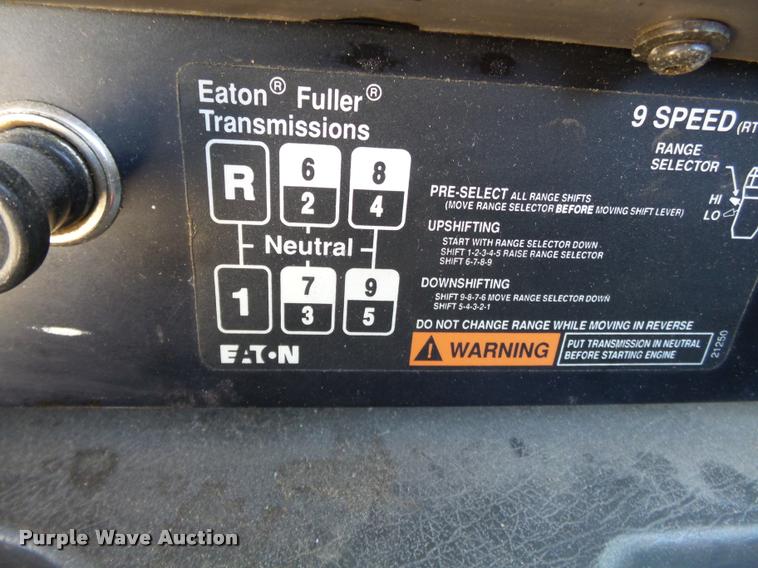 Eaton® Fuller®
Transmissions
R
6
2
8
4
Neutral
1
7
3
9
5
EATON
9 SPEED (RT
RANGE
SELECTOR
HI
LO
PRE-SELECT ALL RANGE SHIFTS
(MOVE RANGE SELECTOR BEFORE MOVING SHIFT LEVER)
UPSHIFTING
START WITH RANGE SELECTOR DOWN
SHIFT 1-2-3-4-5 RAISE RANGE SELECTOR
SHIFT 6-7-8-9
DOWNSHIFTING
SHIFT 9-8-7-6 MOVE RANGE SELECTOR DOWN
SHIFT 5-4-3-2-1
DO NOT CHANGE RANGE WHILE MOVING IN REVERSE
WARNING
PUT TRANSMISSION IN NEUTRAL
BEFORE STARTING ENGINE
21250
Purple Wave Auction